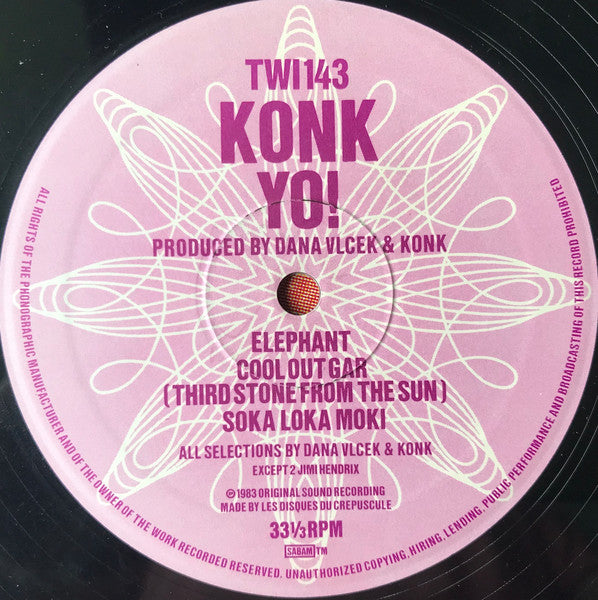 TWI143
KONK
YO!
PRODUCED BY DANA VLCEK & KONK
ELEPHANT
COOL OUT GAR
(THIRD STONE FROM THE SUN)
SOKA LOKA MOKI
ALL SELECTIONS BY DANA VLCEK & KONK
EXCEPT 2 JIMI HENDRIX
℗1983 ORIGINAL SOUND RECORDING
MADE BY LES DISQUES DU CREPUSCULE
33⅓RPM
SABAM TM
ALL RIGHTS OF THE PHONOGRAPHIC MANUFACTURER AND OF THE OWNER OF THE WORK RECORDED RESERVED. UNAUTHORIZED COPYING, HIRING, LENDING, PUBLIC PERFORMANCE AND BROADCASTING OF THIS RECORD PROHIBITED